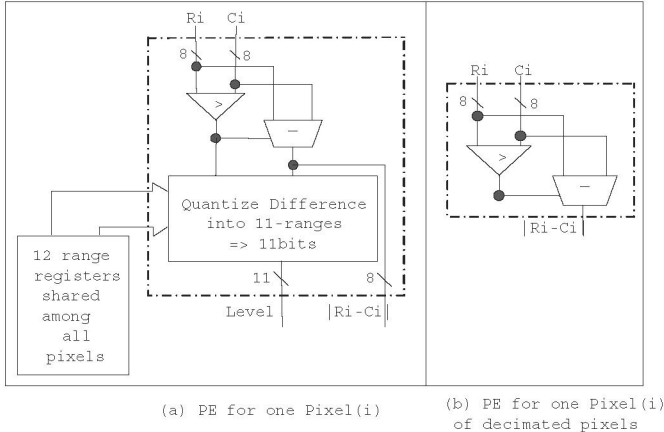 Ri Ci
8 8
>
—
Quantize Difference
into 11-ranges
=> 11bits
12 range
registers
shared
among
all
pixels
11 8
Level |Ri-Ci|
(a) PE for one Pixel(i)
Ri Ci
8 8
>
—
|Ri-Ci|
(b) PE for one Pixel(i)
of decimated pixels